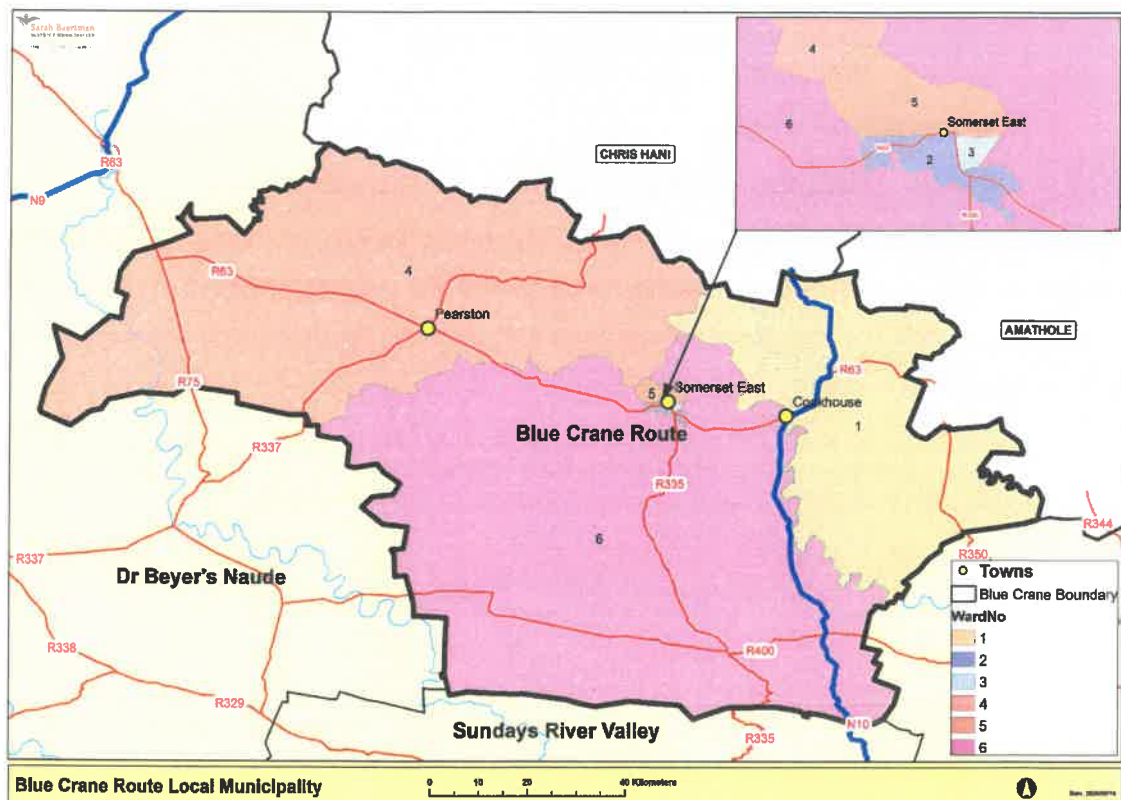 Sarah Baartman
4
5
6
Somerset East
3
2
R63
CHRIS HANI
R63
N9
4
R63
Pearston
AMATHOLE
R75
R63
5
Somerset East
Cookhouse
Blue Crane Route
1
R337
R335
R344
6
R337
R350
Dr Beyer's Naude
Towns
Blue Crane Boundary
WardNo
1
2
3
4
5
6
R338
R400
R329
Sundays River Valley
R335
N10
Blue Crane Route Local Municipality
0 10 20 40 Kilometers